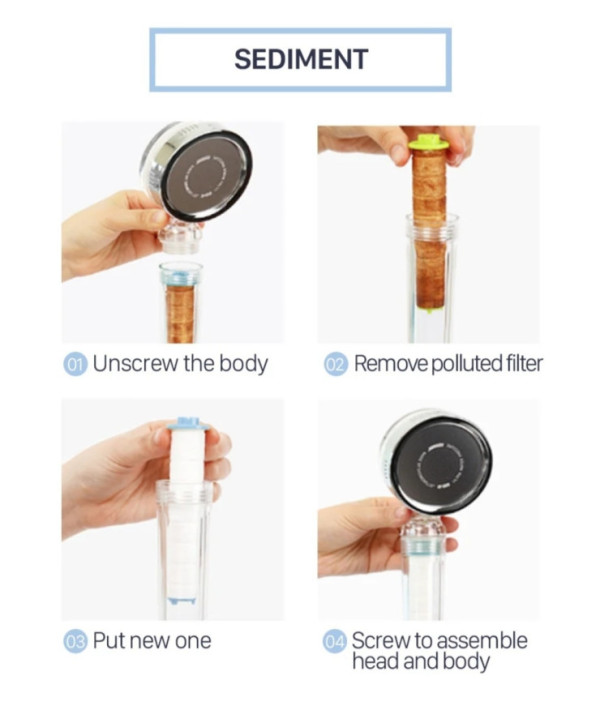 SEDIMENT
01 Unscrew the body
02 Remove polluted filter
03 Put new one
04 Screw to assemble
head and body